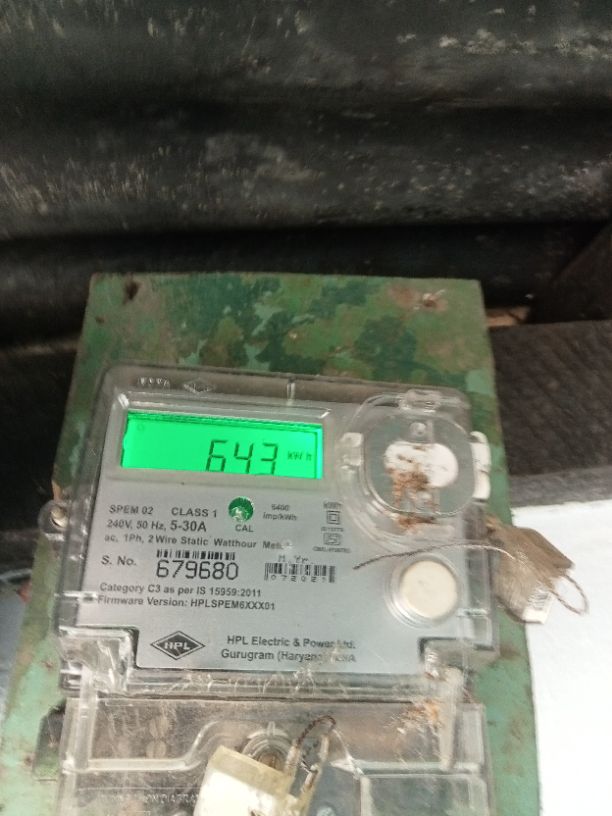 643 kWh
SPEM 02 CLASS 1
6400 imp/kWh
240V, 50 Hz, 5-30A CAL
ac, 1Ph, 2 Wire Static Watthour
S. No. 679680
M. Yr.
072021
Category C3 as per IS 15959:2011
Firmware Version: HPLSPEM6XXX01
HPL
HPL Electric & Power Ltd.
Gurugram (Haryana)